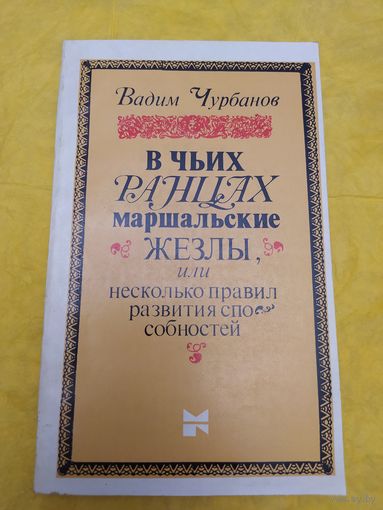 Вадим Чурбанов
В ЧЬИХ
РАНЦАХ
маршальские
ЖЕЗЛЫ,
или
несколько правил
развития спо
собностей